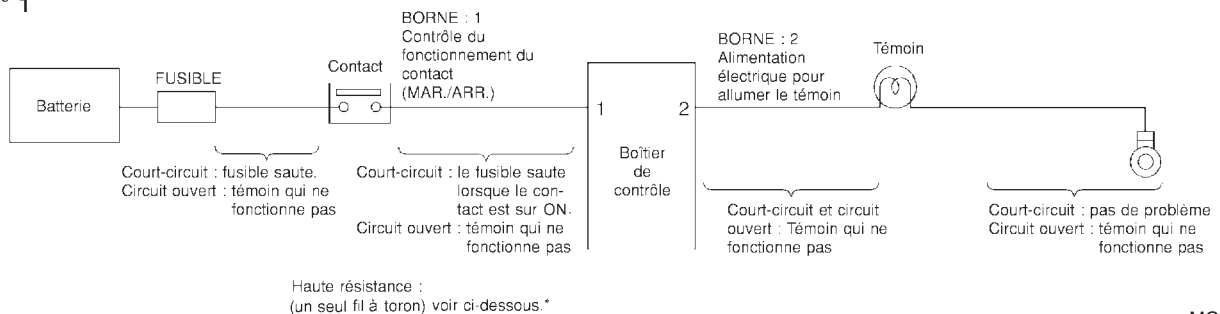 1
BORNE : 1
Contrôle du
fonctionnement du
contact
(MAR./ARR.)
BORNE : 2
Alimentation
électrique pour
allumer le témoin
Témoin
Batterie
FUSIBLE
Contact
1
2
Boîtier
de
contrôle
Court-circuit : fusible saute.
Circuit ouvert : témoin qui ne
fonctionne pas
Court-circuit : le fusible saute
lorsque le con-
tact est sur ON.
Circuit ouvert : témoin qui ne
fonctionne pas
Court-circuit et circuit
ouvert : Témoin qui ne
fonctionne pas
Court-circuit : pas de problème
Circuit ouvert : témoin qui ne
fonctionne pas
Haute résistance :
(un seul fil à toron) voir ci-dessous.*